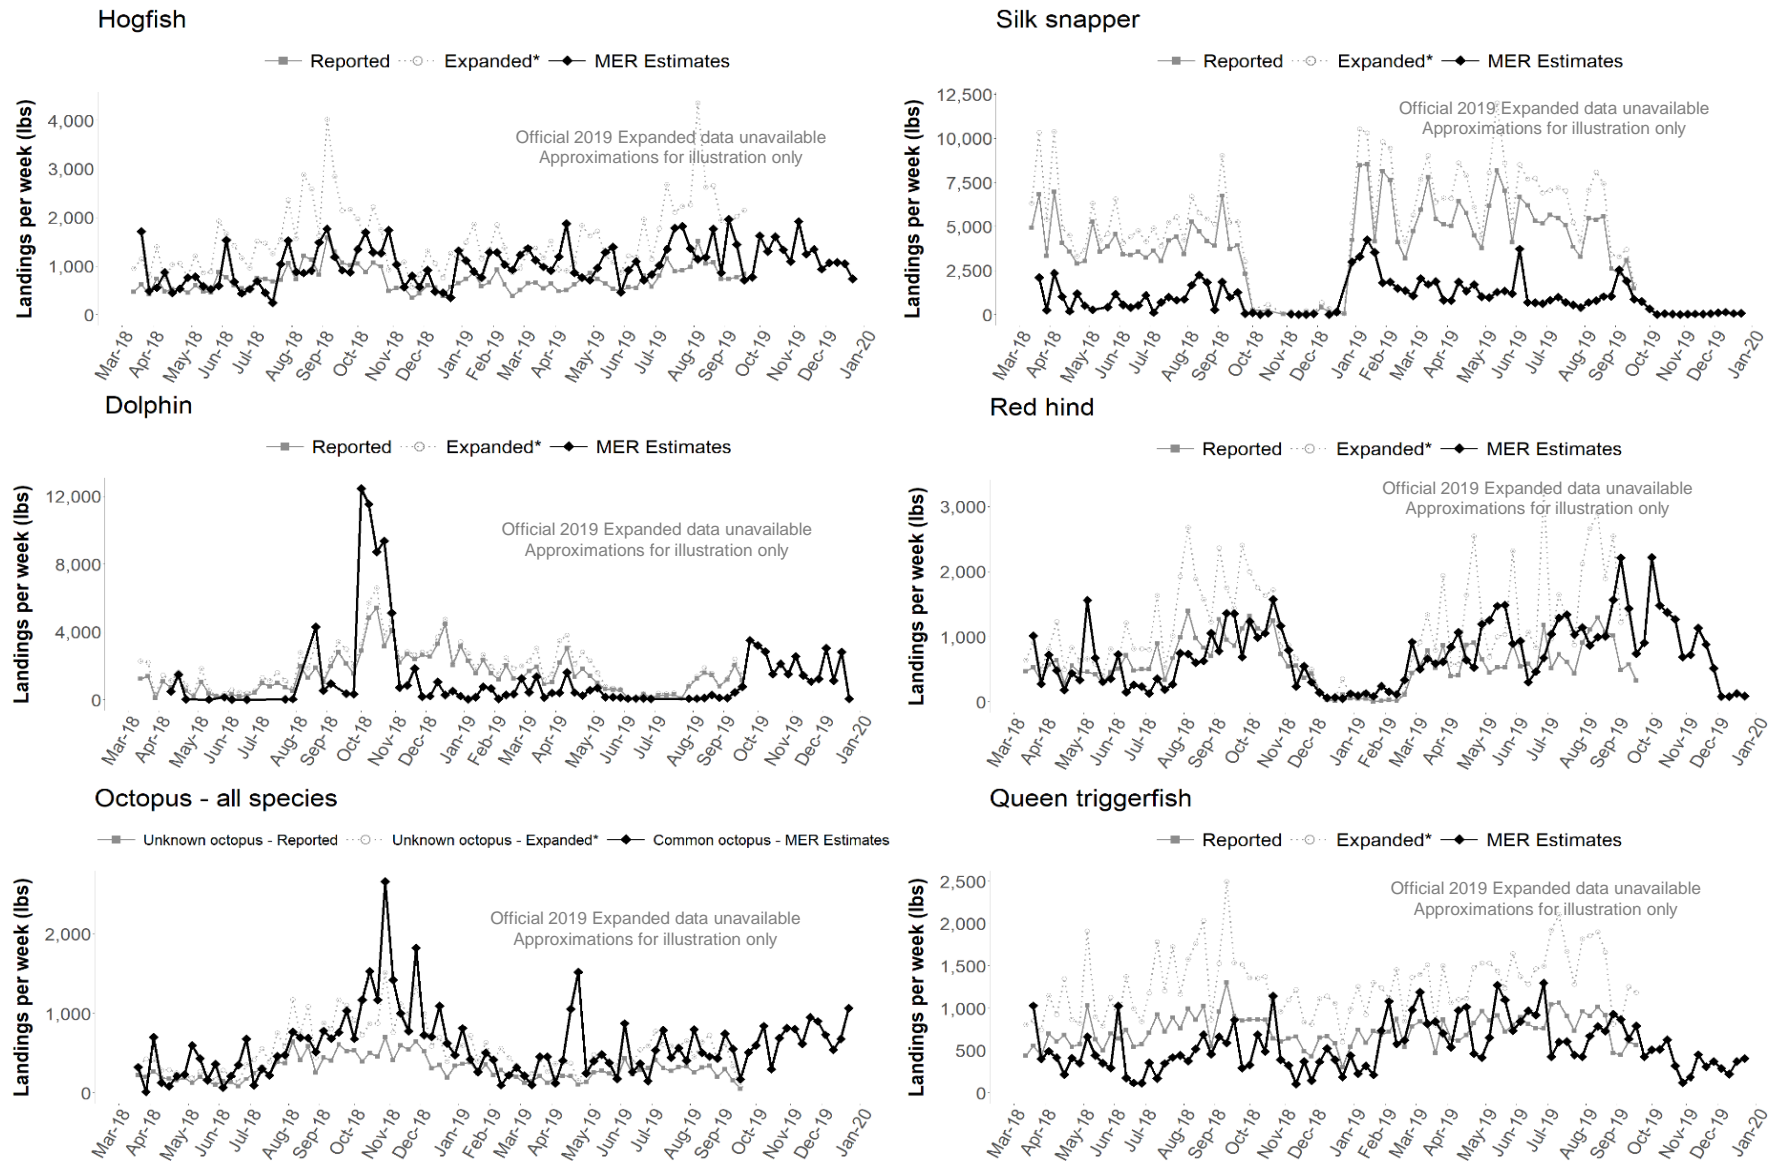 Hogfish
Reported Expanded* MER Estimates
Landings per week (lbs)
4,000
3,000
2,000
1,000
0
Official 2019 Expanded data unavailable
Approximations for illustration only
Mar-18 Apr-18 May-18 Jun-18 Jul-18 Aug-18 Sep-18 Oct-18 Nov-18 Dec-18 Jan-19 Feb-19 Mar-19 Apr-19 May-19 Jun-19 Jul-19 Aug-19 Sep-19 Oct-19 Nov-19 Dec-19 Jan-20
Silk snapper
Reported Expanded* MER Estimates
Landings per week (lbs)
12,500
10,000
7,500
5,000
2,500
0
Official 2019 Expanded data unavailable
Approximations for illustration only
Mar-18 Apr-18 May-18 Jun-18 Jul-18 Aug-18 Sep-18 Oct-18 Nov-18 Dec-18 Jan-19 Feb-19 Mar-19 Apr-19 May-19 Jun-19 Jul-19 Aug-19 Sep-19 Oct-19 Nov-19 Dec-19 Jan-20
Dolphin
Reported Expanded* MER Estimates
Landings per week (lbs)
12,000
8,000
4,000
0
Official 2019 Expanded data unavailable
Approximations for illustration only
Mar-18 Apr-18 May-18 Jun-18 Jul-18 Aug-18 Sep-18 Oct-18 Nov-18 Dec-18 Jan-19 Feb-19 Mar-19 Apr-19 May-19 Jun-19 Jul-19 Aug-19 Sep-19 Oct-19 Nov-19 Dec-19 Jan-20
Red hind
Reported Expanded* MER Estimates
Landings per week (lbs)
3,000
2,000
1,000
0
Official 2019 Expanded data unavailable
Approximations for illustration only
Mar-18 Apr-18 May-18 Jun-18 Jul-18 Aug-18 Sep-18 Oct-18 Nov-18 Dec-18 Jan-19 Feb-19 Mar-19 Apr-19 May-19 Jun-19 Jul-19 Aug-19 Sep-19 Oct-19 Nov-19 Dec-19 Jan-20
Octopus - all species
Unknown octopus - Reported Unknown octopus - Expanded* Common octopus - MER Estimates
Landings per week (lbs)
2,000
1,000
0
Official 2019 Expanded data unavailable
Approximations for illustration only
Mar-18 Apr-18 May-18 Jun-18 Jul-18 Aug-18 Sep-18 Oct-18 Nov-18 Dec-18 Jan-19 Feb-19 Mar-19 Apr-19 May-19 Jun-19 Jul-19 Aug-19 Sep-19 Oct-19 Nov-19 Dec-19 Jan-20
Queen triggerfish
Reported Expanded* MER Estimates
Landings per week (lbs)
2,500
2,000
1,500
1,000
500
0
Official 2019 Expanded data unavailable
Approximations for illustration only
Mar-18 Apr-18 May-18 Jun-18 Jul-18 Aug-18 Sep-18 Oct-18 Nov-18 Dec-18 Jan-19 Feb-19 Mar-19 Apr-19 May-19 Jun-19 Jul-19 Aug-19 Sep-19 Oct-19 Nov-19 Dec-19 Jan-20